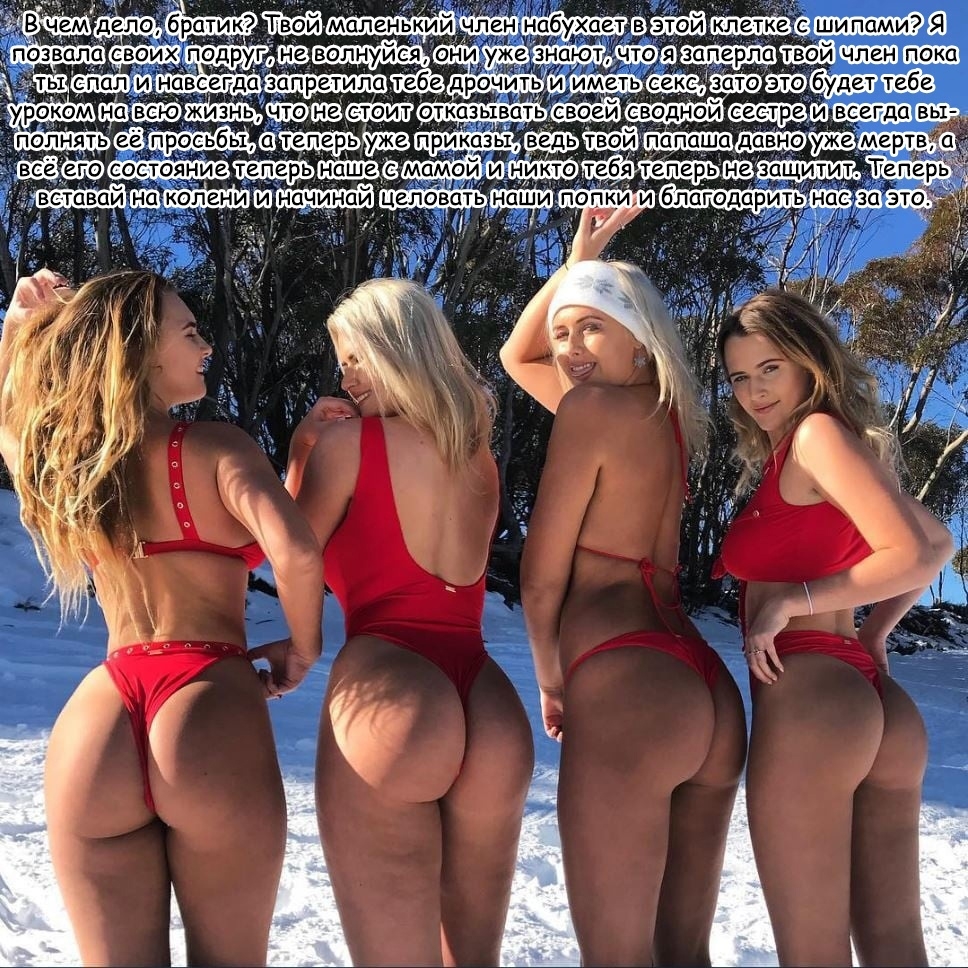 В чем дело, братик? Твой маленький член набухает в этой клетке с шипами? Я
позвала своих подруг, не волнуйся, они уже знают, что я заперла твой член пока
ты спал и навсегда запретила тебе дрочить и иметь секс, зато это будет тебе
уроком на всю жизнь, что не стоит отказывать своей сводной сестре и всегда вы-
полнять её просьбы, а теперь уже приказы, ведь твой папаша давно уже мертв, а
всё его состояние теперь наше с мамой и никто тебя теперь не защитит. Теперь
вставай на колени и начинай целовать наши попки и благодарить нас за это.